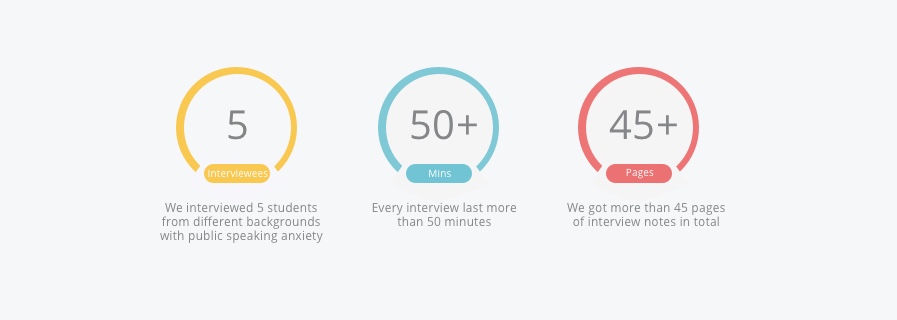 5
Interviewees
We interviewed 5 students
from different backgrounds
with public speaking anxiety
50+
Mins
Every interview last more
than 50 minutes
45+
Pages
We got more than 45 pages
of interview notes in total